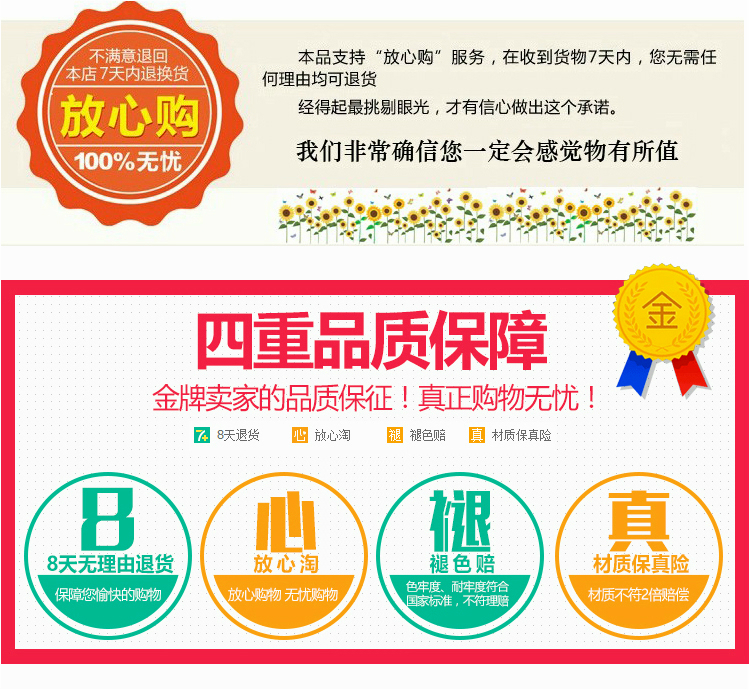 不满意退回
本店7天内退换货
放心购
100%无忧
本品支持“放心购”服务，在收到货物7天内，您无需任
何理由均可退货
经得起最挑剔眼光，才有信心做出这个承诺。
我们非常确信您一定会感觉物有所值
金
四重品质保障
金牌卖家的品质保征！真正购物无忧！
7+ 8天退货 心 放心淘 褪 褪色赔 真 材质保真险
8
8天无理由退货
保障您愉快的购物
心
放心淘
放心购物 无忧购物
褪
褪色赔
色牢度、耐牢度符合
国家标准，不符理赔
真
材质保真险
材质不符2倍赔偿